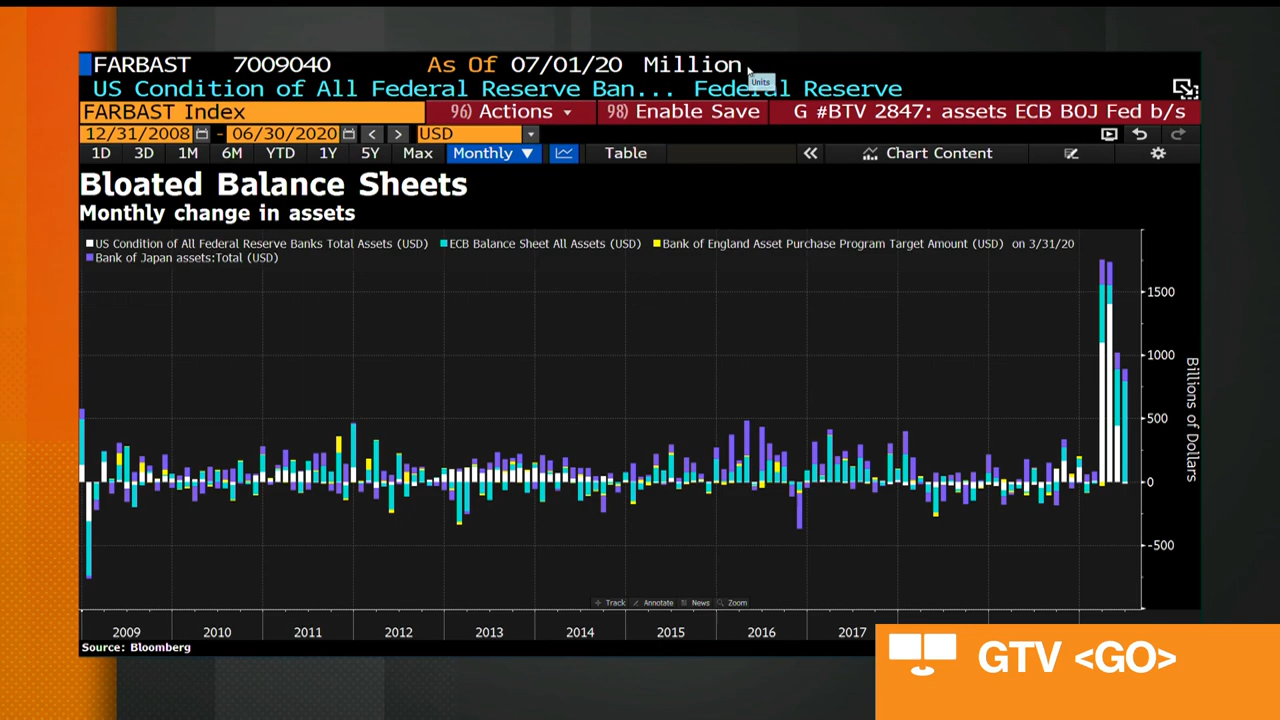 FARBAST 7009040 As Of 07/01/20 Million
Units
US Condition of All Federal Reserve Ban... Federal Reserve
FARBAST Index 96) Actions 98) Enable Save G #BTV 2847: assets ECB BOJ Fed b/s
12/31/2008 - 06/30/2020 < > USD
1D 3D 1M 6M YTD 1Y 5Y Max Monthly ▼ Table « Chart Content
Bloated Balance Sheets
Monthly change in assets
US Condition of All Federal Reserve Banks Total Assets (USD) ECB Balance Sheet All Assets (USD) Bank of England Asset Purchase Program Target Amount (USD) on 3/31/20
Bank of Japan assets:Total (USD)
1500
1000
500
0
-500
Billions of Dollars
Track Annotate News Zoom
2009 2010 2011 2012 2013 2014 2015 2016 2017
Source: Bloomberg
GTV <GO>